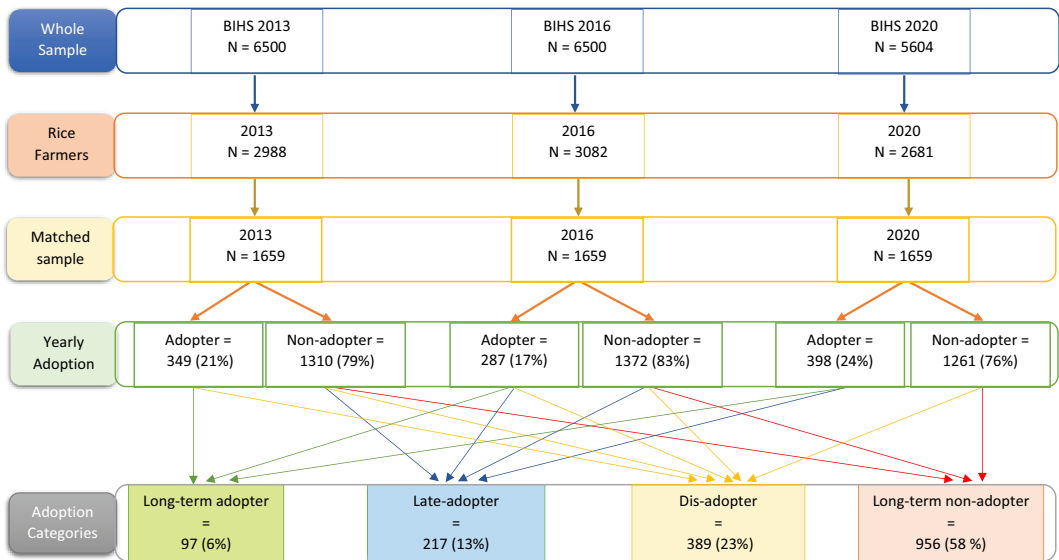 Whole
Sample
BIHS 2013
N = 6500
BIHS 2016
N = 6500
BIHS 2020
N = 5604
Rice
Farmers
2013
N = 2988
2016
N = 3082
2020
N = 2681
Matched
sample
2013
N = 1659
2016
N = 1659
2020
N = 1659
Yearly
Adoption
Adopter =
349 (21%)
Non-adopter =
1310 (79%)
Adopter =
287 (17%)
Non-adopter =
1372 (83%)
Adopter =
398 (24%)
Non-adopter =
1261 (76%)
Adoption
Categories
Long-term adopter
=
97 (6%)
Late-adopter
=
217 (13%)
Dis-adopter
=
389 (23%)
Long-term non-adopter
=
956 (58 %)